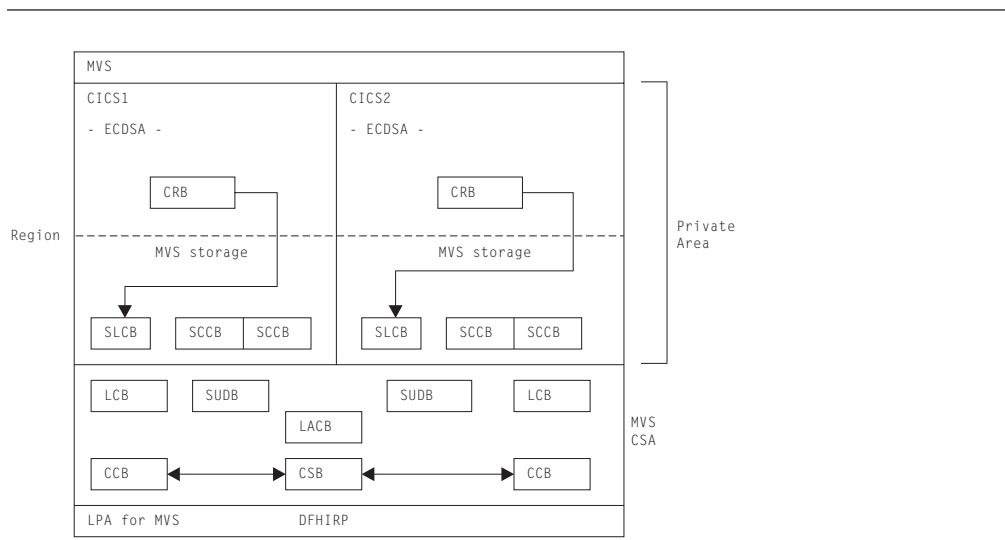 MVS
CICS1 CICS2
- ECDSA - - ECDSA -
CRB CRB
Region Private
MVS storage MVS storage Area
SLCB SCCB SCCB SLCB SCCB SCCB
LCB SUDB SUDB LCB
LACB MVS
CSA
CCB CSB CCB
LPA for MVS DFHIRP